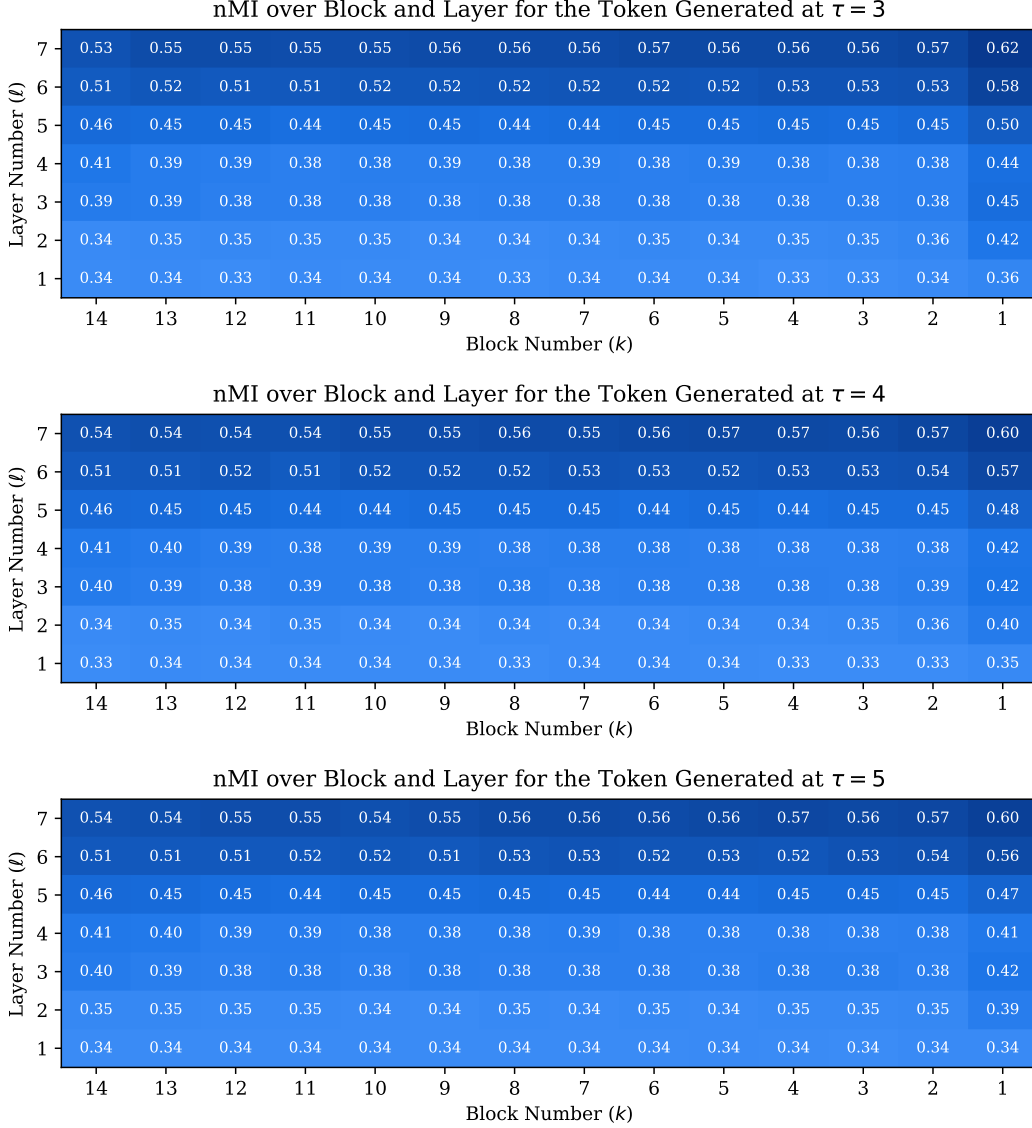 nMI over Block and Layer for the Token Generated at τ = 3
Layer Number (ℓ)
7 0.53 0.55 0.55 0.55 0.55 0.56 0.56 0.56 0.57 0.56 0.56 0.56 0.57 0.62
6 0.51 0.52 0.51 0.51 0.52 0.52 0.52 0.52 0.52 0.52 0.53 0.53 0.53 0.58
5 0.46 0.45 0.45 0.44 0.45 0.45 0.44 0.44 0.45 0.45 0.45 0.45 0.45 0.50
4 0.41 0.39 0.39 0.38 0.38 0.39 0.38 0.39 0.38 0.39 0.38 0.38 0.38 0.44
3 0.39 0.39 0.38 0.38 0.38 0.38 0.38 0.38 0.38 0.38 0.38 0.38 0.38 0.45
2 0.34 0.35 0.35 0.35 0.35 0.34 0.34 0.34 0.35 0.34 0.35 0.35 0.36 0.42
1 0.34 0.34 0.33 0.34 0.34 0.34 0.33 0.34 0.34 0.34 0.33 0.33 0.34 0.36
14 13 12 11 10 9 8 7 6 5 4 3 2 1
Block Number (k)
nMI over Block and Layer for the Token Generated at τ = 4
Layer Number (ℓ)
7 0.54 0.54 0.54 0.54 0.55 0.55 0.56 0.55 0.56 0.57 0.57 0.56 0.57 0.60
6 0.51 0.51 0.52 0.51 0.52 0.52 0.52 0.53 0.53 0.52 0.53 0.53 0.54 0.57
5 0.46 0.45 0.45 0.44 0.44 0.45 0.45 0.45 0.44 0.45 0.44 0.45 0.45 0.48
4 0.41 0.40 0.39 0.38 0.39 0.39 0.38 0.38 0.38 0.38 0.38 0.38 0.38 0.42
3 0.40 0.39 0.38 0.39 0.38 0.38 0.38 0.38 0.38 0.38 0.38 0.38 0.39 0.42
2 0.34 0.35 0.34 0.35 0.34 0.34 0.34 0.34 0.34 0.34 0.34 0.35 0.36 0.40
1 0.33 0.34 0.34 0.34 0.34 0.34 0.33 0.34 0.34 0.34 0.33 0.33 0.33 0.35
14 13 12 11 10 9 8 7 6 5 4 3 2 1
Block Number (k)
nMI over Block and Layer for the Token Generated at τ = 5
Layer Number (ℓ)
7 0.54 0.54 0.55 0.55 0.54 0.55 0.56 0.56 0.56 0.56 0.57 0.56 0.57 0.60
6 0.51 0.51 0.51 0.52 0.52 0.51 0.53 0.53 0.52 0.53 0.52 0.53 0.54 0.56
5 0.46 0.45 0.45 0.44 0.45 0.45 0.45 0.45 0.44 0.44 0.45 0.45 0.45 0.47
4 0.41 0.40 0.39 0.39 0.38 0.38 0.38 0.39 0.38 0.38 0.38 0.38 0.38 0.41
3 0.40 0.39 0.38 0.38 0.38 0.38 0.38 0.38 0.38 0.38 0.38 0.38 0.38 0.42
2 0.35 0.35 0.35 0.35 0.34 0.34 0.35 0.34 0.35 0.34 0.35 0.35 0.35 0.39
1 0.34 0.34 0.34 0.34 0.34 0.34 0.34 0.34 0.34 0.34 0.34 0.34 0.34 0.34
14 13 12 11 10 9 8 7 6 5 4 3 2 1
Block Number (k)